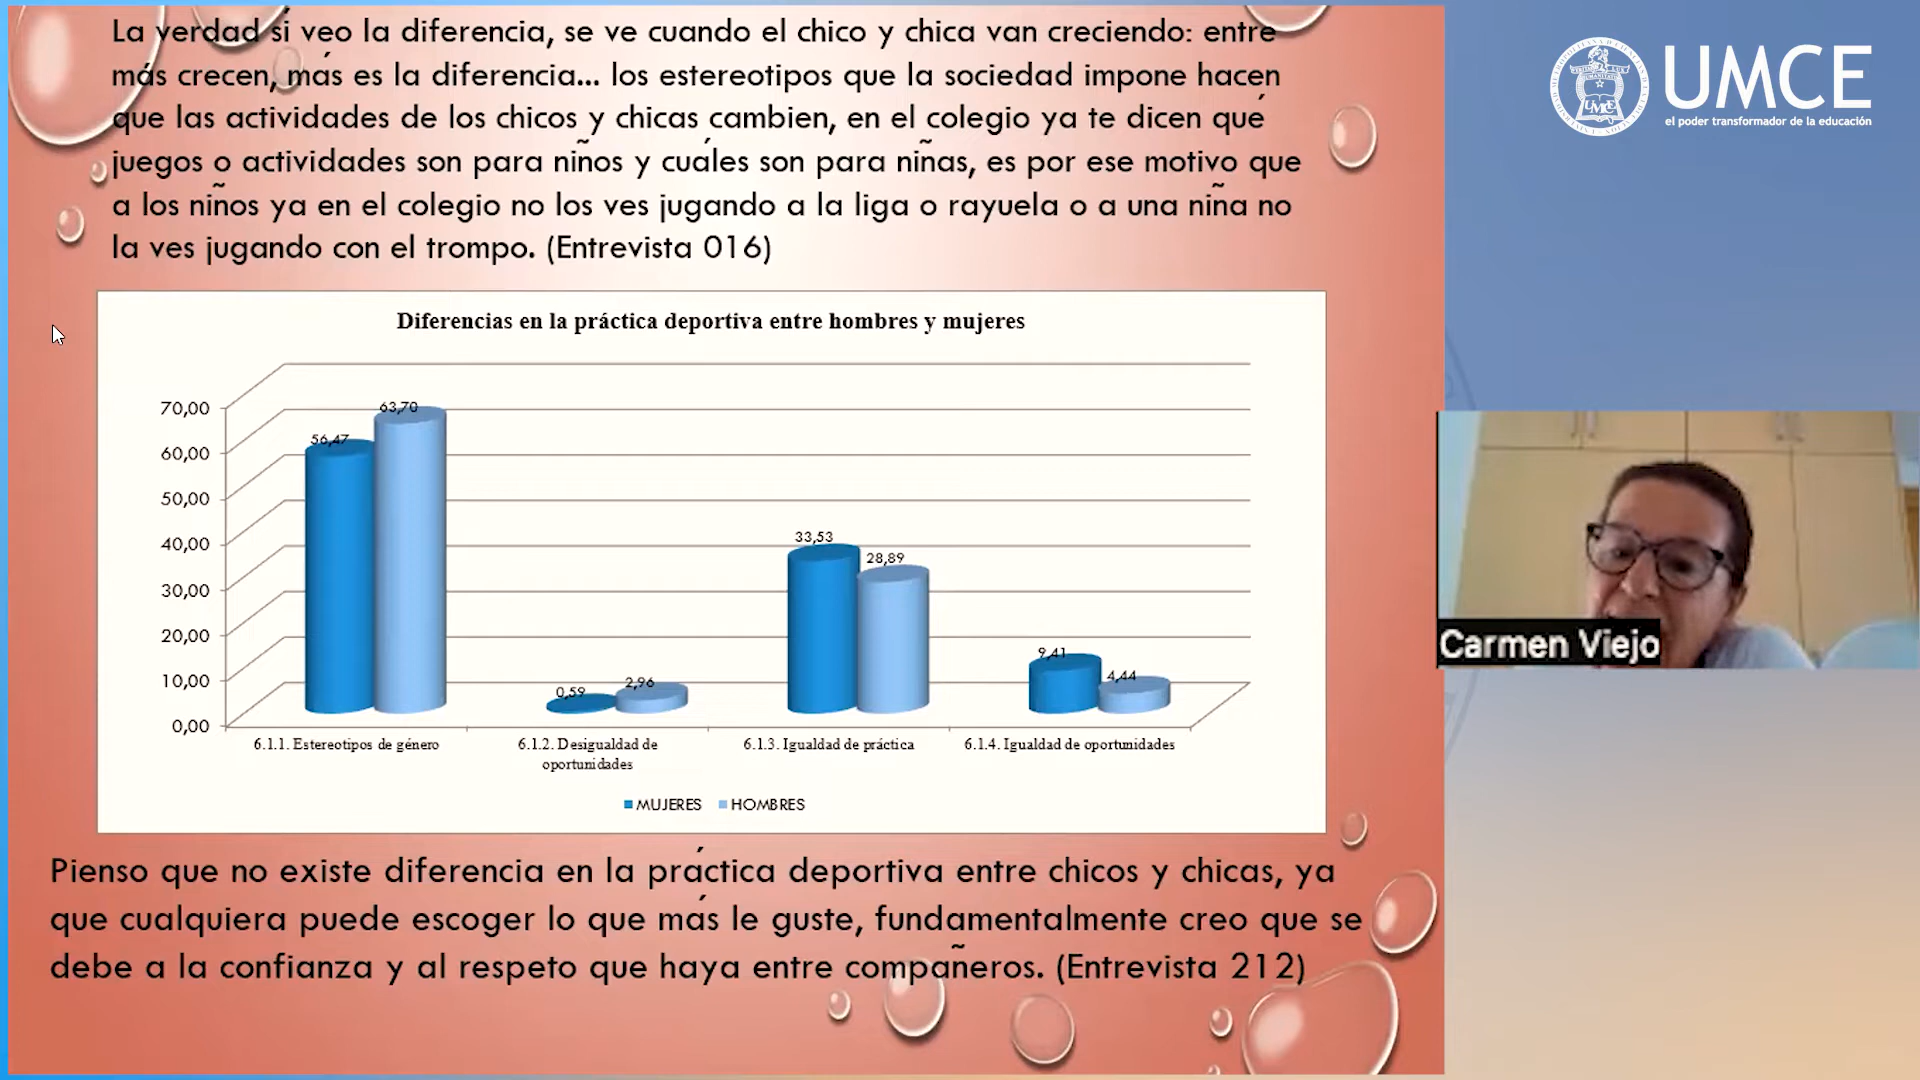 La verdad sí veo la diferencia, se ve cuando el chico y chica van creciendo: entre
más crecen, más es la diferencia... los estereotipos que la sociedad impone hacen
que las actividades de los chicos y chicas cambien, en el colegio ya te dicen qué
juegos o actividades son para niños y cuáles son para niñas, es por ese motivo que
a los niños ya en el colegio no los ves jugando a la liga o rayuela o a una niña no
la ves jugando con el trompo. (Entrevista 016)
Diferencias en la práctica deportiva entre hombres y mujeres
70,00
60,00
50,00
40,00
30,00
20,00
10,00
0,00
56,47
63,70
0,59
2,96
33,53
28,89
9,41
4,44
6.1.1. Estereotipos de género
6.1.2. Desigualdad de
oportunidades
6.1.3. Igualdad de práctica
6.1.4. Igualdad de oportunidades
MUJERES
HOMBRES
Pienso que no existe diferencia en la práctica deportiva entre chicos y chicas, ya
que cualquiera puede escoger lo que más le guste, fundamentalmente creo que se
debe a la confianza y al respeto que haya entre compañeros. (Entrevista 212)
UMCE
el poder transformador de la educación
Carmen Viejo